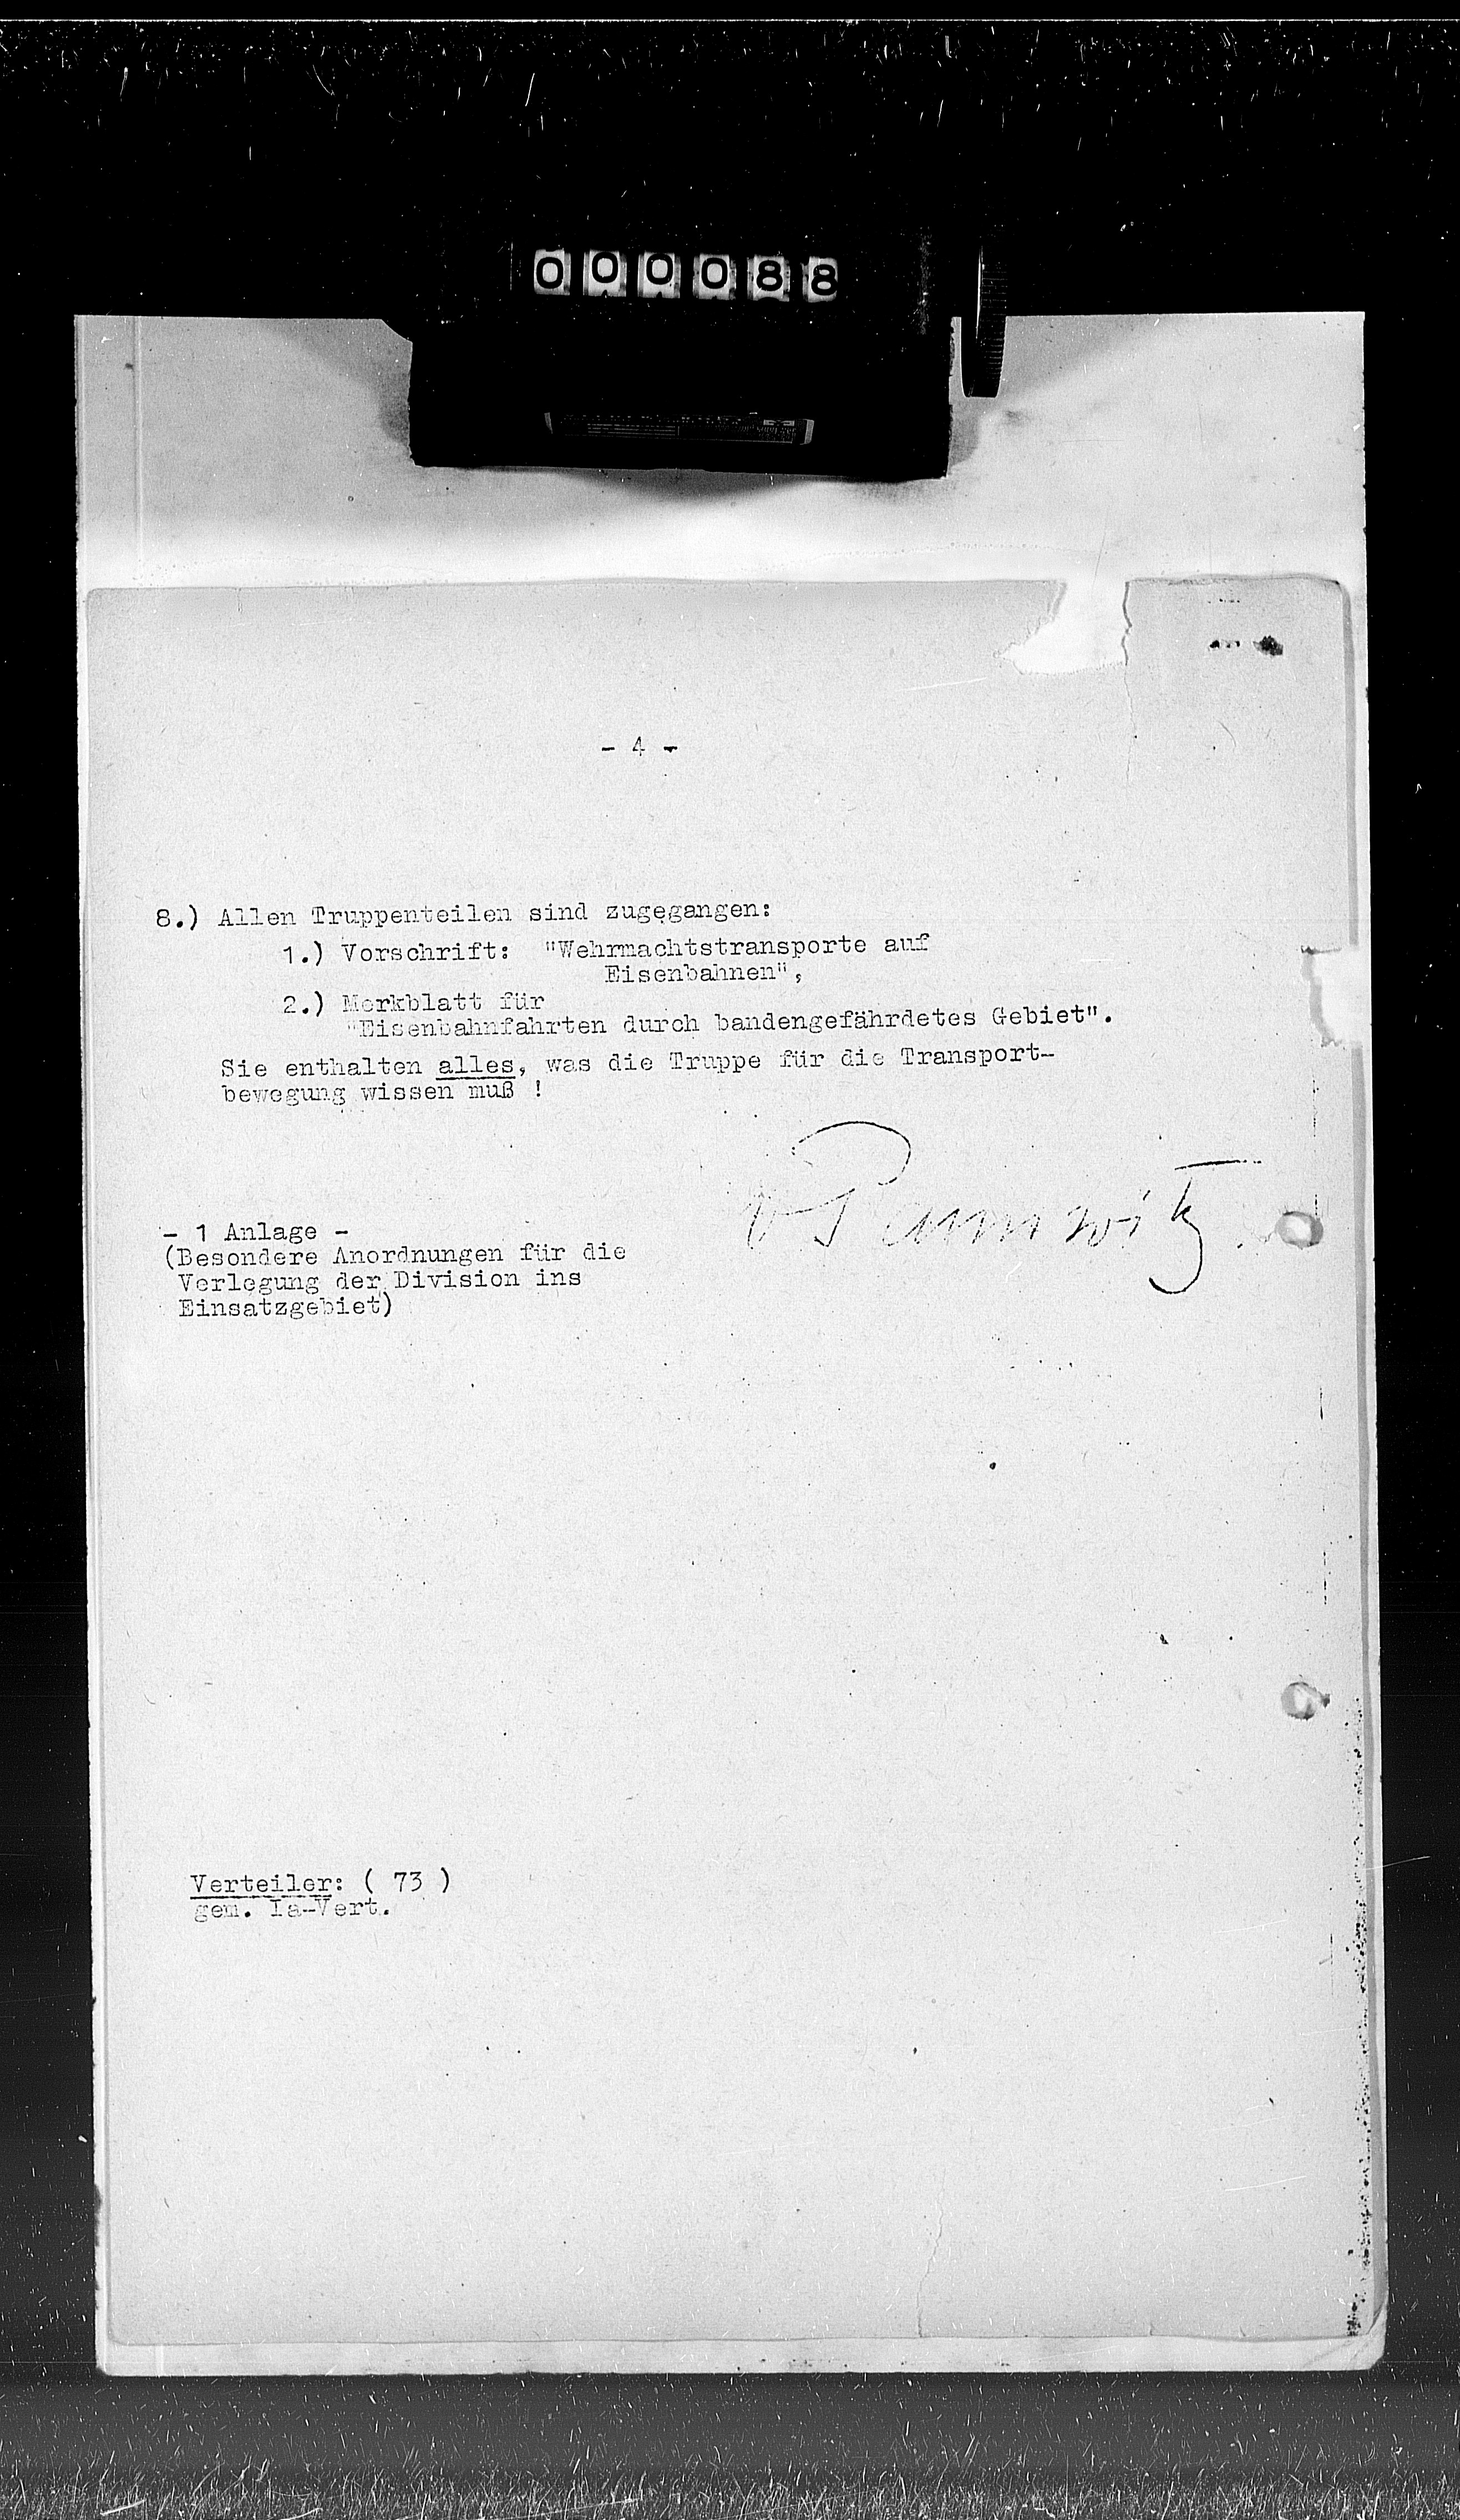 000088
- 4 -
8.) Allen Truppenteilen sind zugegangen:
1.) Vorschrift: "Wehrmachtstransporte auf
Eisenbahnen",
2.) Merkblatt für
"Eisenbahnfahrten durch bandengefährdetes Gebiet".
Sie enthalten alles, was die Truppe für die Transport-
bewegung wissen muß !
v Pannwitz
- 1 Anlage -
(Besondere Anordnungen für die
Verlegung der Division ins
Einsatzgebiet)
Verteiler: ( 73 )
gem. Ia-Vert.